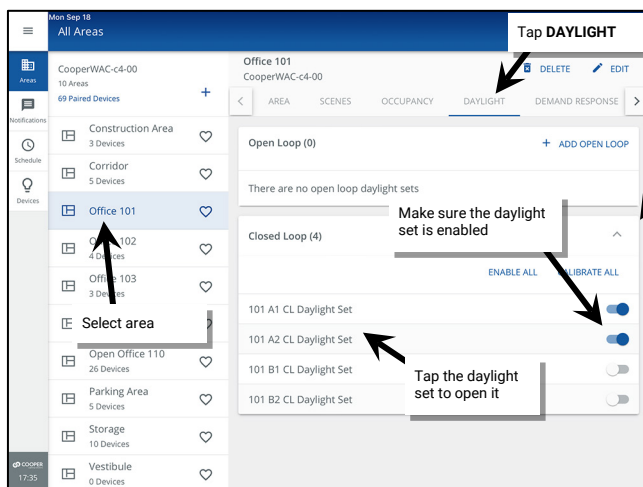 Mon Sep 18
All Areas
Tap DAYLIGHT
Areas
Notifications
Schedule
Devices
COOPER
17:35
CooperWAC-c4-00
10 Areas
69 Paired Devices
+
Construction Area
3 Devices
Corridor
5 Devices
Office 101
102
4 Devices
Office 103
3 Devices
Select area
Open Office 110
26 Devices
Parking Area
5 Devices
Storage
10 Devices
Vestibule
0 Devices
Office 101
CooperWAC-c4-00
DELETE
EDIT
AREA SCENES OCCUPANCY DAYLIGHT DEMAND RESPONSE
Open Loop (0)
+ ADD OPEN LOOP
There are no open loop daylight sets
Make sure the daylight
set is enabled
Closed Loop (4)
ENABLE ALL CALIBRATE ALL
101 A1 CL Daylight Set
101 A2 CL Daylight Set
101 B1 CL Daylight Set
101 B2 CL Daylight Set
Tap the daylight
set to open it